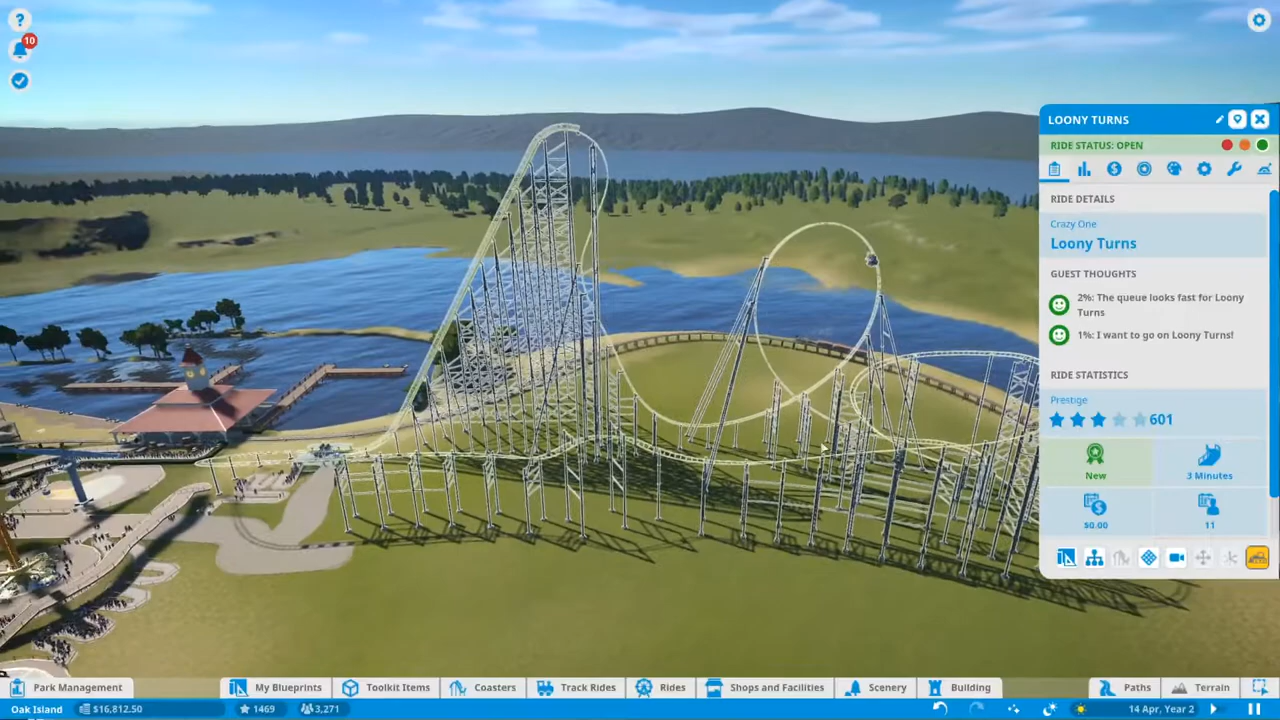 ?
10
LOONY TURNS
RIDE STATUS: OPEN
RIDE DETAILS
Crazy One
Loony Turns
GUEST THOUGHTS
2%: The queue looks fast for Loony
Turns
1%: I want to go on Loony Turns!
RIDE STATISTICS
Prestige
601
New
3 Minutes
$0.00
11
Park Management
My Blueprints
Toolkit Items
Coasters
Track Rides
Rides
Shops and Facilities
Scenery
Building
Paths
Terrain
Oak Island
$16,812.50
1469
3,271
14 Apr, Year 2